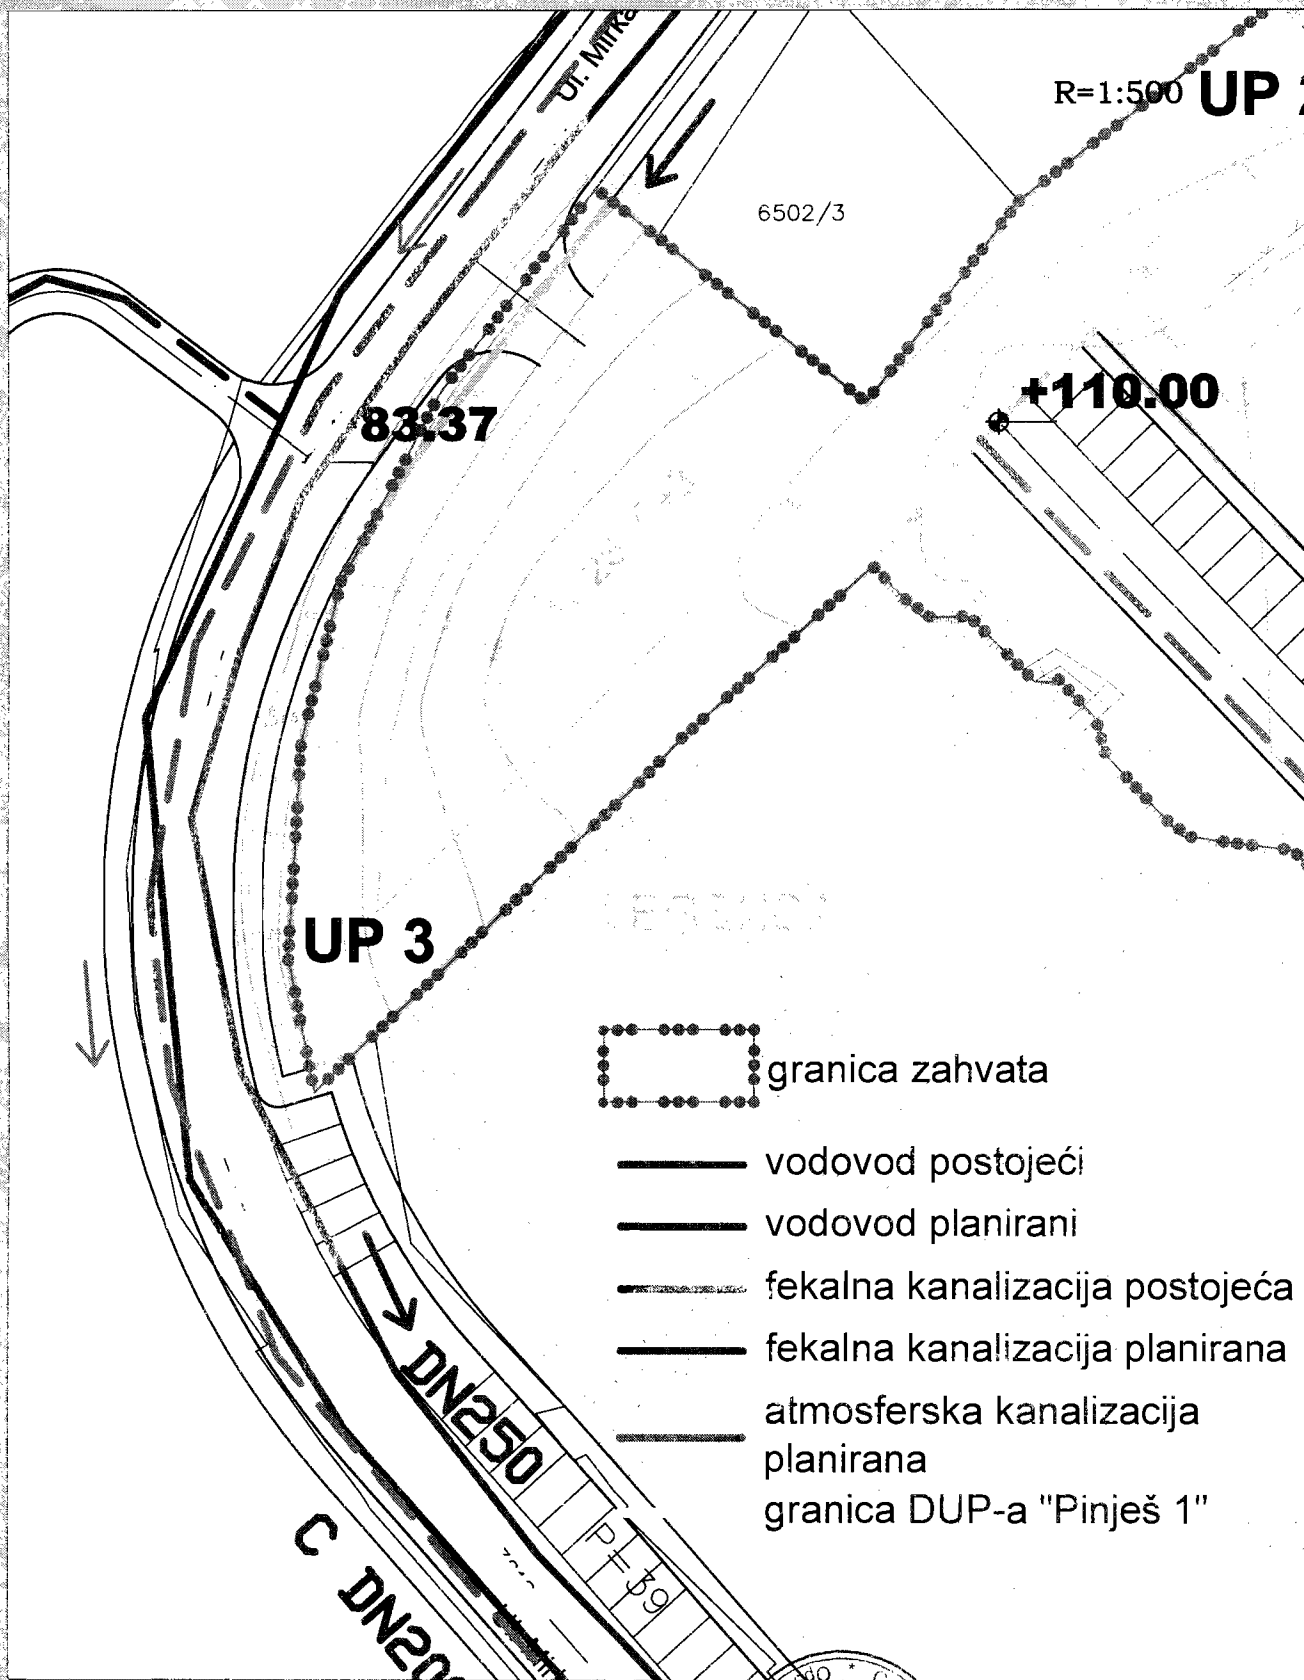 Ul. Mirka
R=1:500 UP 2
6502/3
+110.00
83.37
UP 3
granica zahvata
vodovod postojeći
vodovod planirani
fekalna kanalizacija postojeća
fekalna kanalizacija planirana
atmosferska kanalizacija
planirana
granica DUP-a "Pinješ 1"
DN250
P=39
C DN200